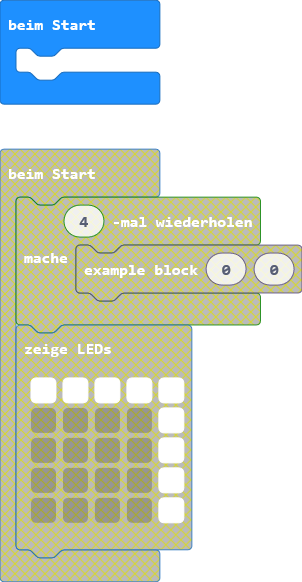 beim Start
beim Start
4 -mal wiederholen
mache
example block 0 0
zeige LEDs